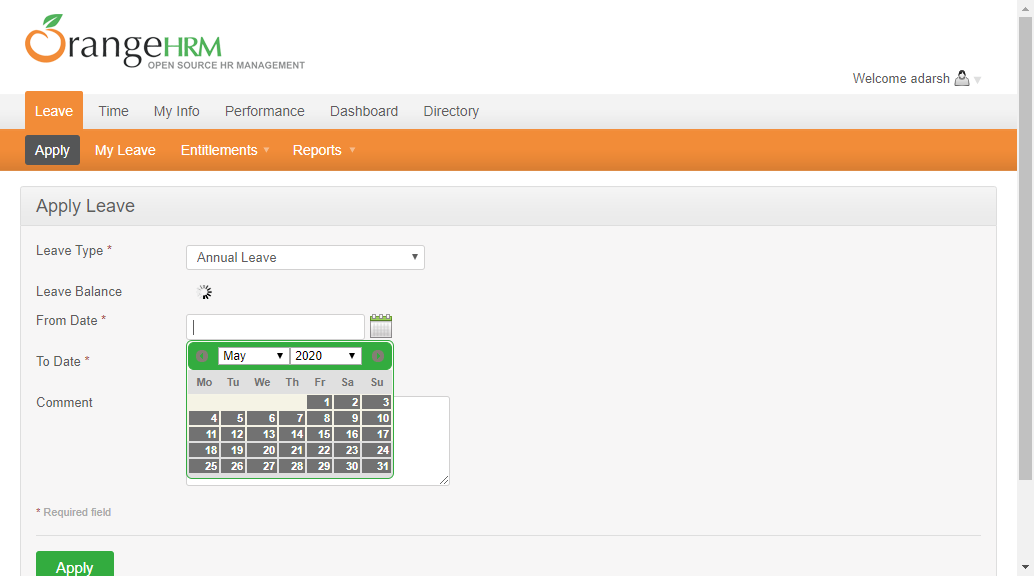 OrangeHRM
OPEN SOURCE HR MANAGEMENT
Welcome adarsh
Leave Time My Info Performance Dashboard Directory
Apply My Leave Entitlements Reports
Apply Leave
Leave Type * Annual Leave
Leave Balance
From Date *
To Date *
May 2020
Mo Tu We Th Fr Sa Su
1 2 3
4 5 6 7 8 9 10
11 12 13 14 15 16 17
18 19 20 21 22 23 24
25 26 27 28 29 30 31
Comment
* Required field
Apply